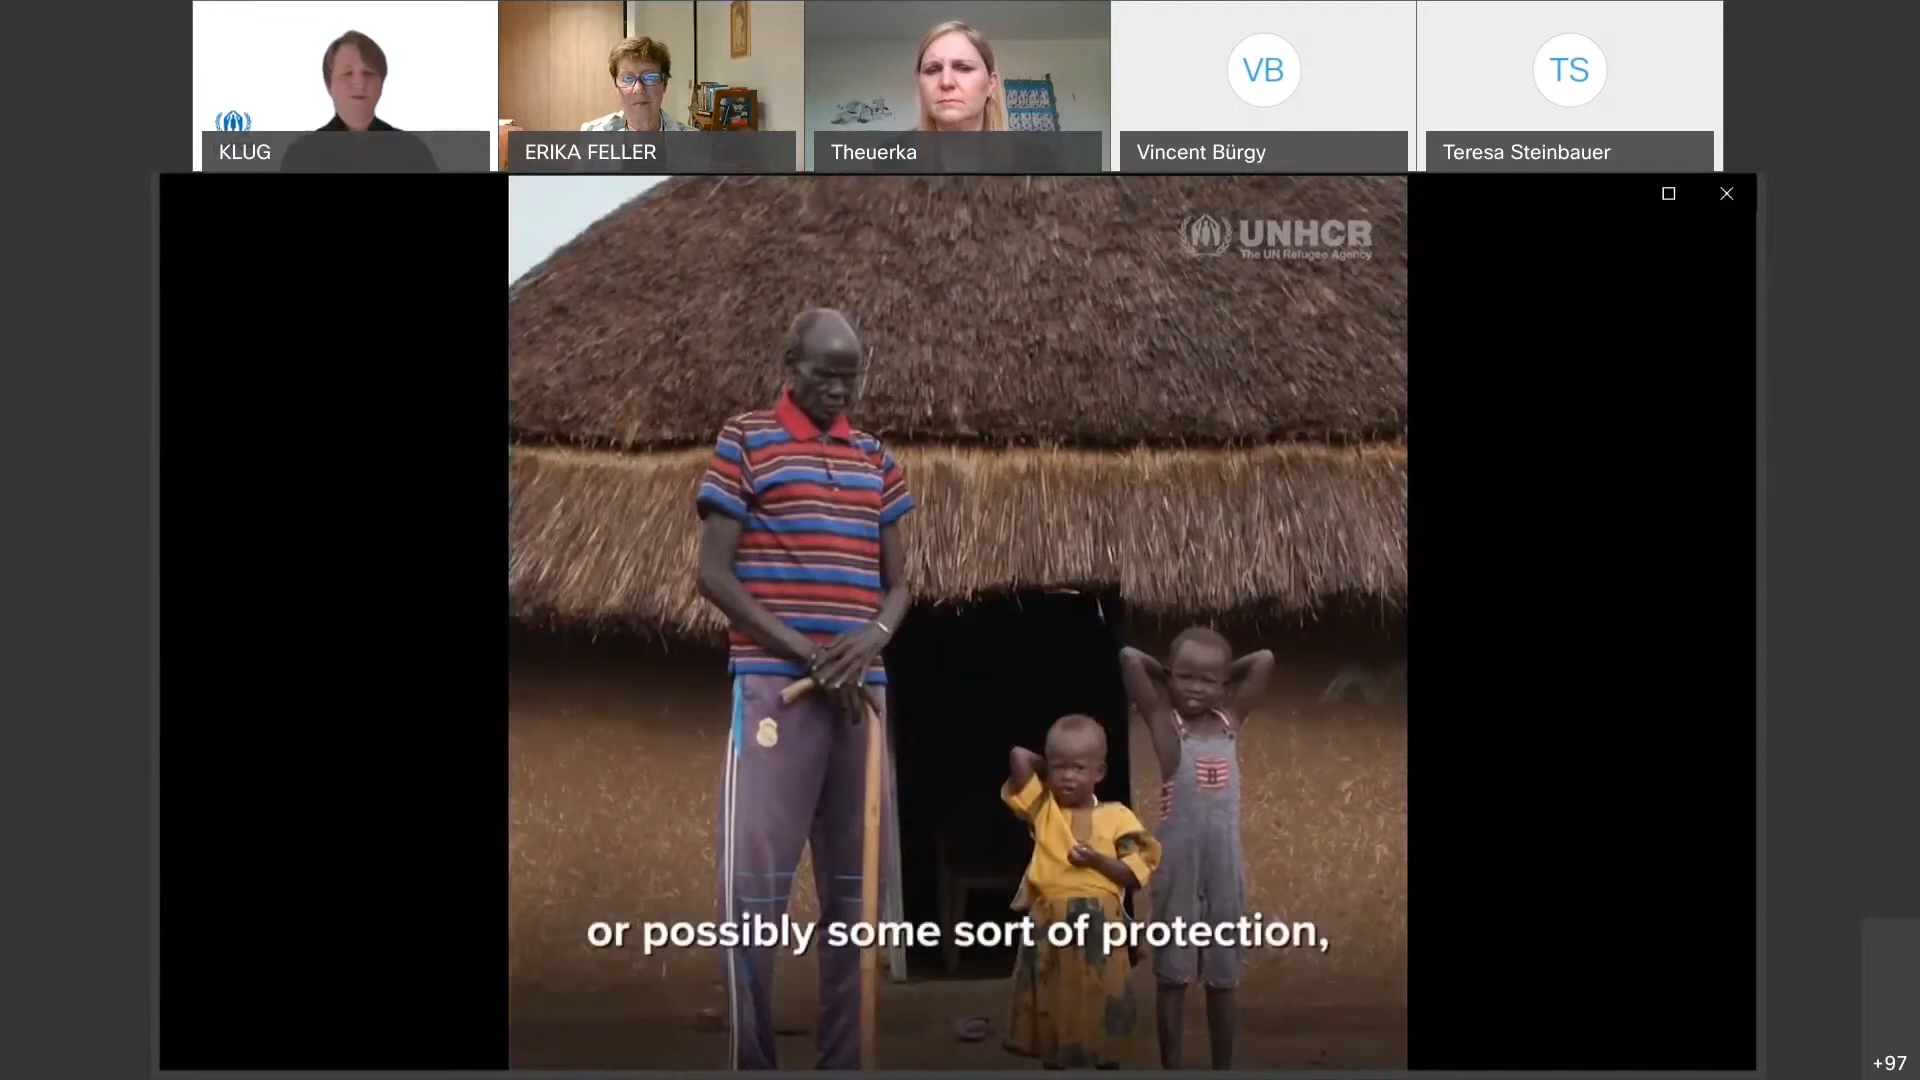 KLUG
ERIKA FELLER
Theuerka
VB
Vincent Bürgy
TS
Teresa Steinbauer
UNHCR
The UN Refugee Agency
or possibly some sort of protection,
+97